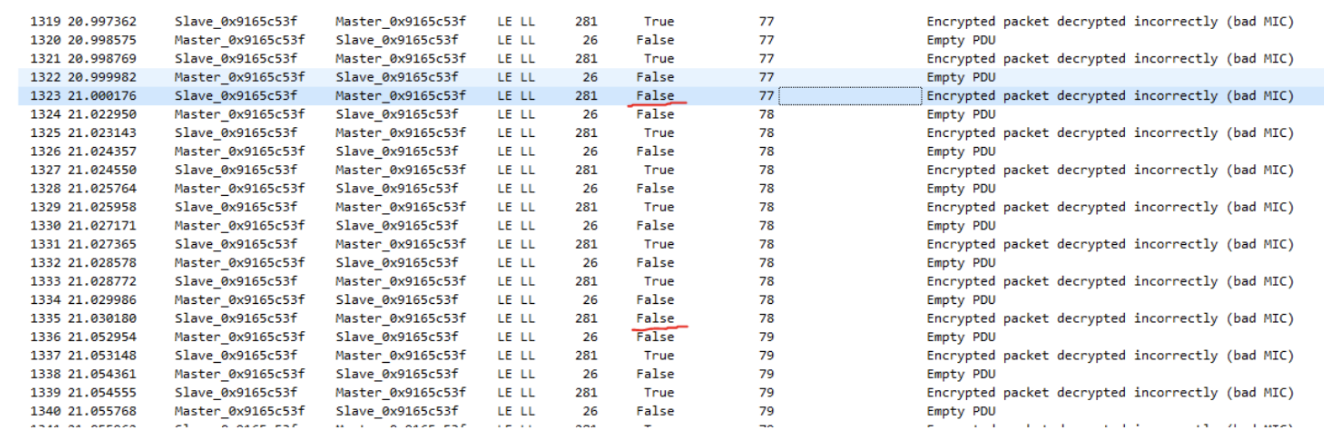 1319 20.997362 Slave_0x9165c53f Master_0x9165c53f LE LL 281 True 77 Encrypted packet decrypted incorrectly (bad MIC)
1320 20.998575 Master_0x9165c53f Slave_0x9165c53f LE LL 26 False 77 Empty PDU
1321 20.998769 Slave_0x9165c53f Master_0x9165c53f LE LL 281 True 77 Encrypted packet decrypted incorrectly (bad MIC)
1322 20.999982 Master_0x9165c53f Slave_0x9165c53f LE LL 26 False 77 Empty PDU
1323 21.000176 Slave_0x9165c53f Master_0x9165c53f LE LL 281 False 77 Encrypted packet decrypted incorrectly (bad MIC)
1324 21.022950 Master_0x9165c53f Slave_0x9165c53f LE LL 26 False 78 Empty PDU
1325 21.023143 Slave_0x9165c53f Master_0x9165c53f LE LL 281 True 78 Encrypted packet decrypted incorrectly (bad MIC)
1326 21.024357 Master_0x9165c53f Slave_0x9165c53f LE LL 26 False 78 Empty PDU
1327 21.024550 Slave_0x9165c53f Master_0x9165c53f LE LL 281 True 78 Encrypted packet decrypted incorrectly (bad MIC)
1328 21.025764 Master_0x9165c53f Slave_0x9165c53f LE LL 26 False 78 Empty PDU
1329 21.025958 Slave_0x9165c53f Master_0x9165c53f LE LL 281 True 78 Encrypted packet decrypted incorrectly (bad MIC)
1330 21.027171 Master_0x9165c53f Slave_0x9165c53f LE LL 26 False 78 Empty PDU
1331 21.027365 Slave_0x9165c53f Master_0x9165c53f LE LL 281 True 78 Encrypted packet decrypted incorrectly (bad MIC)
1332 21.028578 Master_0x9165c53f Slave_0x9165c53f LE LL 26 False 78 Empty PDU
1333 21.028772 Slave_0x9165c53f Master_0x9165c53f LE LL 281 True 78 Encrypted packet decrypted incorrectly (bad MIC)
1334 21.029986 Master_0x9165c53f Slave_0x9165c53f LE LL 26 False 78 Empty PDU
1335 21.030180 Slave_0x9165c53f Master_0x9165c53f LE LL 281 False 78 Encrypted packet decrypted incorrectly (bad MIC)
1336 21.052954 Master_0x9165c53f Slave_0x9165c53f LE LL 26 False 79 Empty PDU
1337 21.053148 Slave_0x9165c53f Master_0x9165c53f LE LL 281 True 79 Encrypted packet decrypted incorrectly (bad MIC)
1338 21.054361 Master_0x9165c53f Slave_0x9165c53f LE LL 26 False 79 Empty PDU
1339 21.054555 Slave_0x9165c53f Master_0x9165c53f LE LL 281 True 79 Encrypted packet decrypted incorrectly (bad MIC)
1340 21.055768 Master_0x9165c53f Slave_0x9165c53f LE LL 26 False 79 Empty PDU